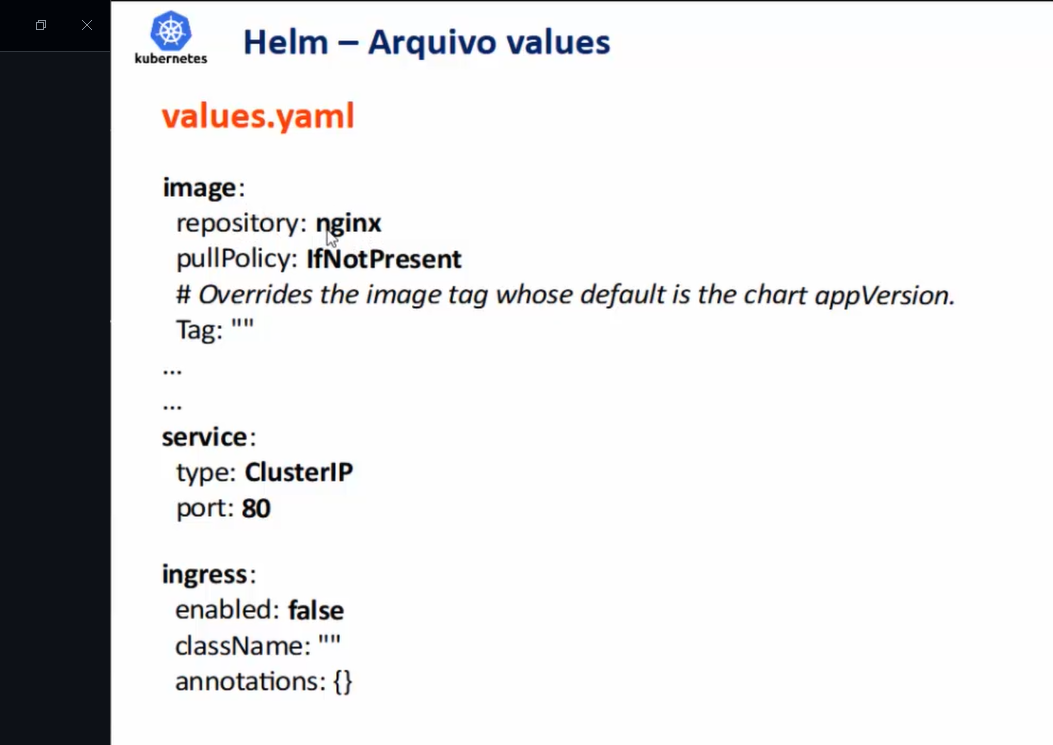 kubernetes
Helm – Arquivo values
values.yaml
image:
repository: nginx
pullPolicy: IfNotPresent
# Overrides the image tag whose default is the chart appVersion.
Tag: ""
...
...
service:
type: ClusterIP
port: 80
ingress:
enabled: false
className: ""
annotations: {}